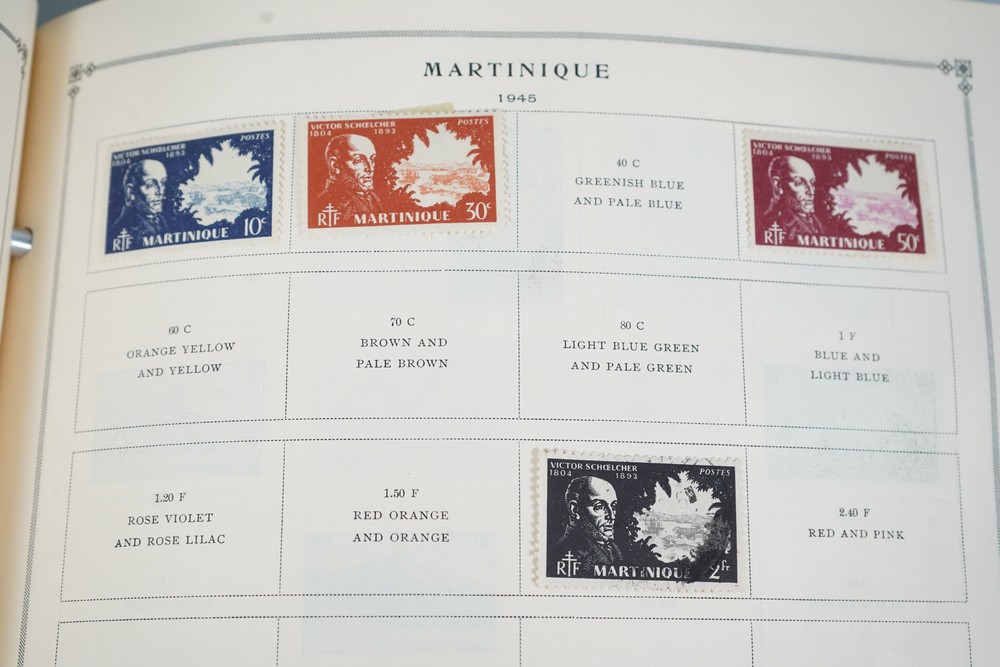 MARTINIQUE
1945
VICTOR SCHŒLCHER POSTES
1804 1893
RF MARTINIQUE 10c
VICTOR SCHŒLCHER POSTES
1804 1893
RF MARTINIQUE 30c
40 C
GREENISH BLUE
AND PALE BLUE
VICTOR SCHŒLCHER POSTES
1804 1893
RF MARTINIQUE 50c
60 C
ORANGE YELLOW
AND YELLOW
70 C
BROWN AND
PALE BROWN
80 C
LIGHT BLUE GREEN
AND PALE GREEN
1 F
BLUE AND
LIGHT BLUE
1.20 F
ROSE VIOLET
AND ROSE LILAC
1.50 F
RED ORANGE
AND ORANGE
VICTOR SCHŒLCHER POSTES
1804 1893
RF MARTINIQUE 2fr
2.40 F
RED AND PINK